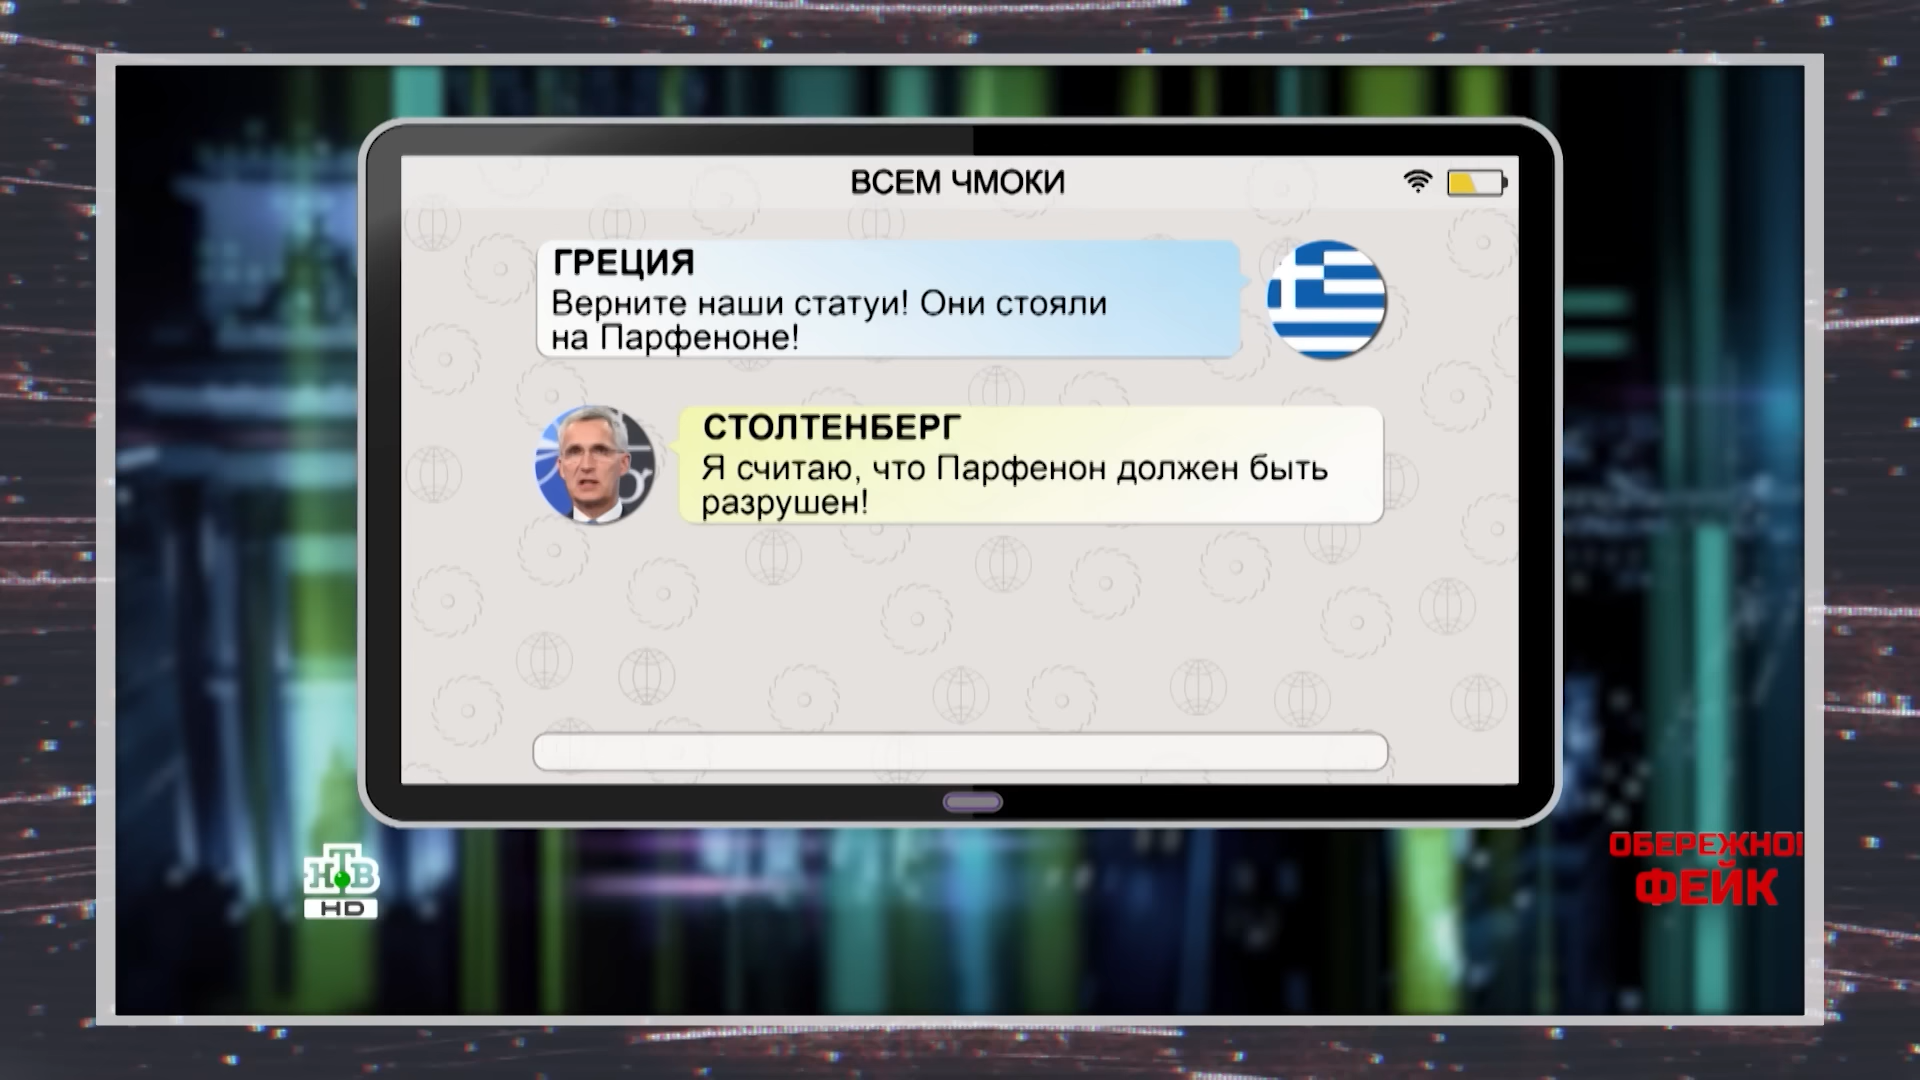 ВСЕМ ЧМОКИ
ГРЕЦИЯ
Верните наши статуи! Они стояли
на Парфеноне!
СТОЛТЕНБЕРГ
Я считаю, что Парфенон должен быть
разрушен!
НТВ
HD
ОБЕРЕЖНО!
ФЕЙК